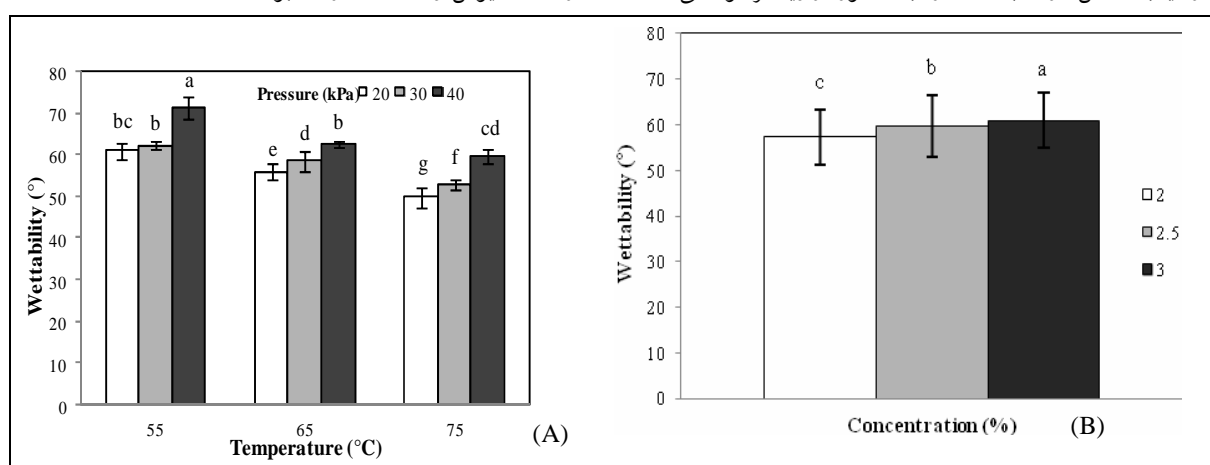 80
70
60
50
40
30
20
10
0
Wettability (°)
Pressure (kPa) 20 30 40
bc b a
e d b
g f cd
55 65 75
Temperature (°C)
(A)
80
70
60
50
40
30
20
10
0
Wettability (°)
c b a
2
2.5
3
Concentration (%)
(B)